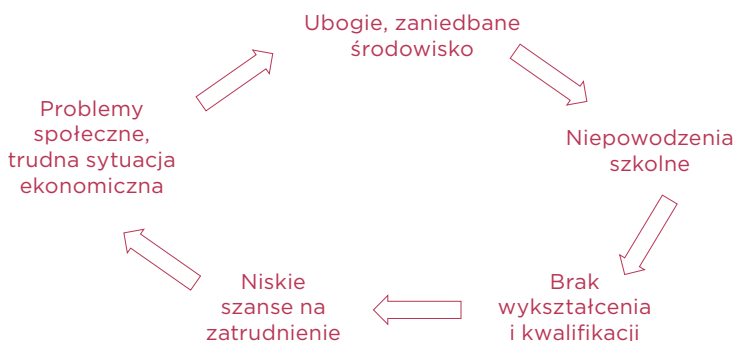 Ubogie, zaniedbane
środowisko
Niepowodzenia
szkolne
Brak
wykształcenia
i kwalifikacji
Niskie
szanse na
zatrudnienie
Problemy
społeczne,
trudna sytuacja
ekonomiczna